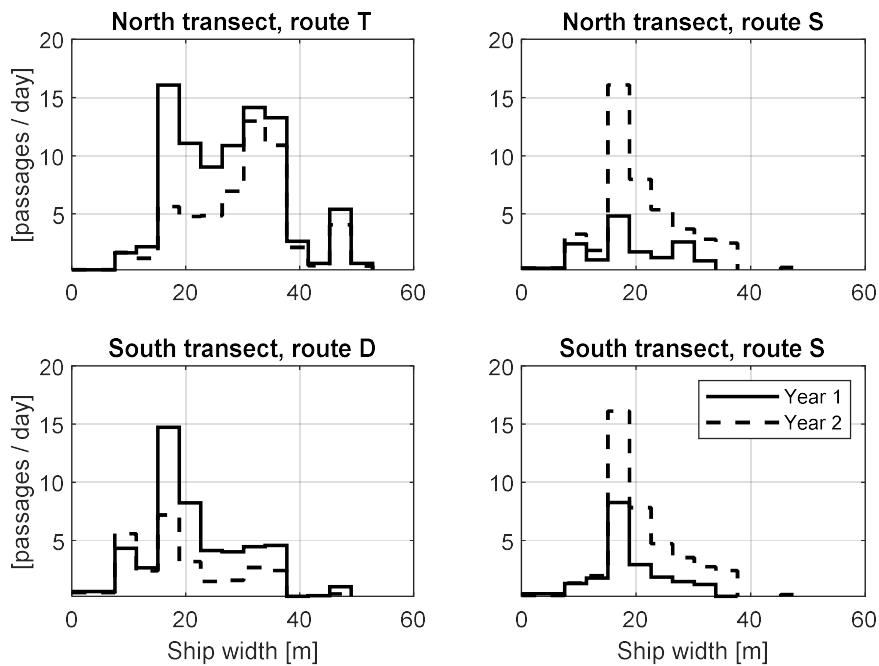 North transect, route T
North transect, route S
20
15
10
5
[passages / day]
0 20 40 60
20
15
10
5
0 20 40 60
South transect, route D
South transect, route S
20
15
10
5
[passages / day]
0 20 40 60
Ship width [m]
20
15
10
5
Year 1
Year 2
0 20 40 60
Ship width [m]